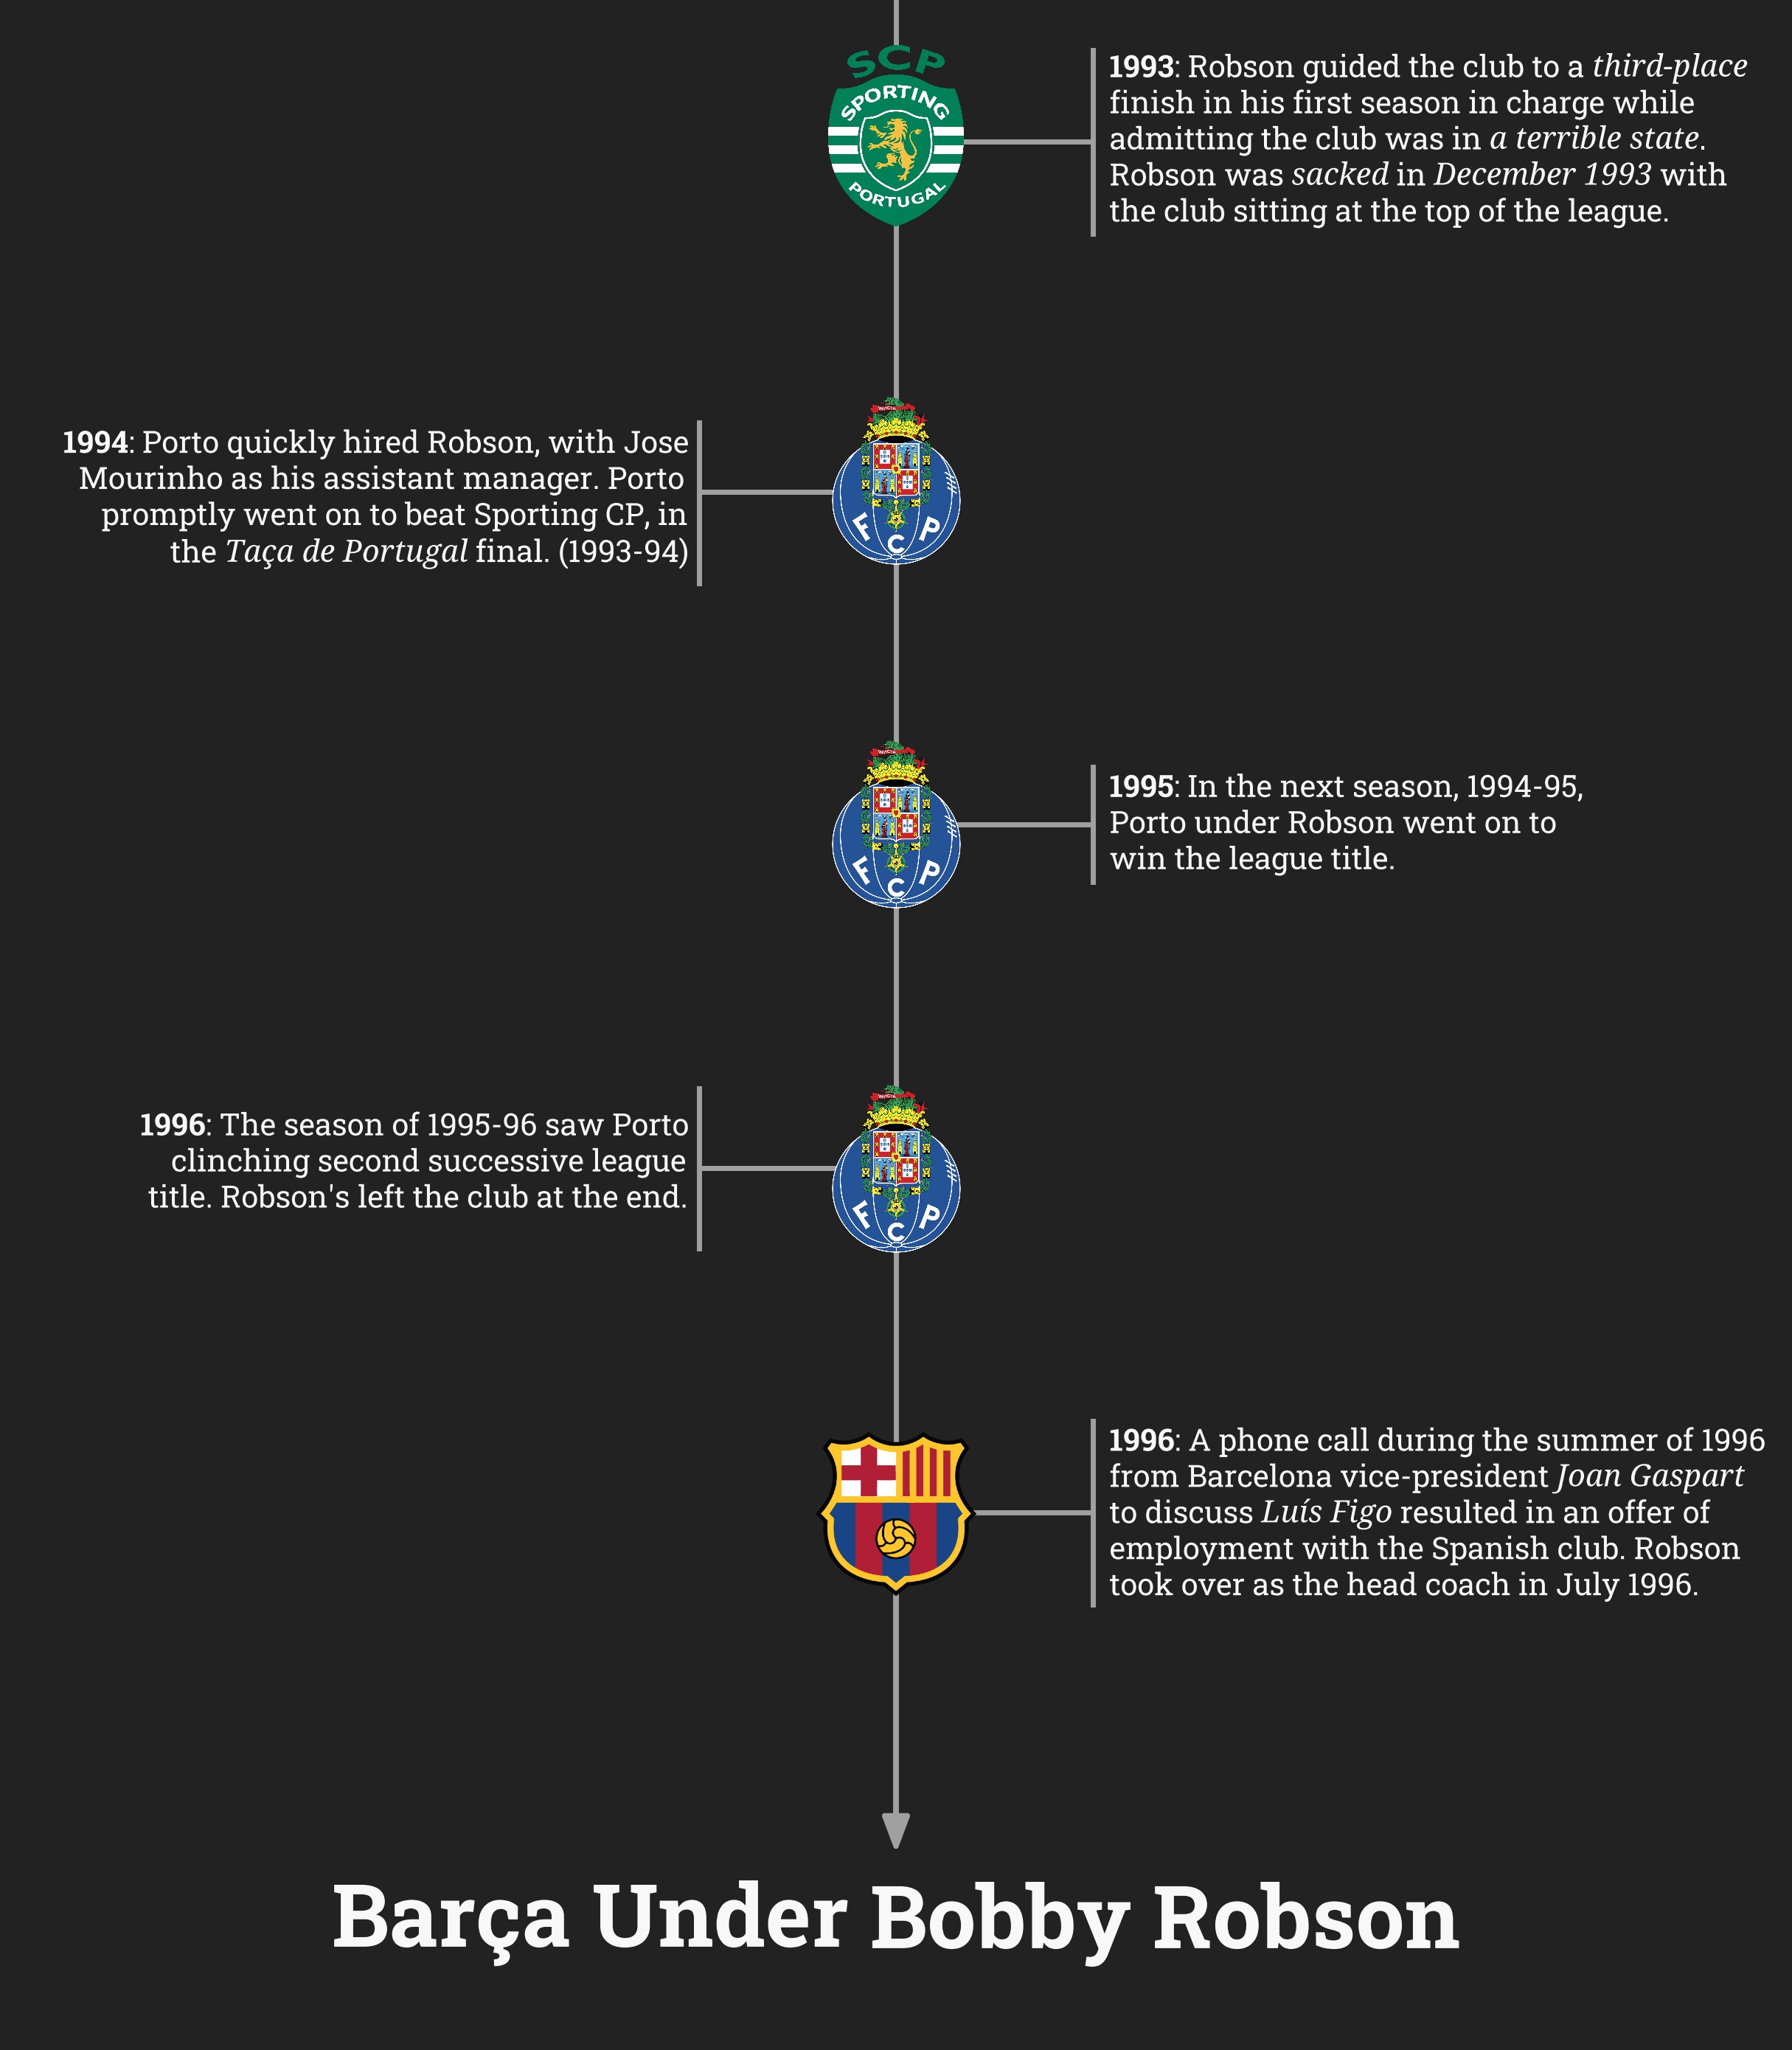 SCP
SPORTING
PORTUGAL
1993: Robson guided the club to a third-place
finish in his first season in charge while
admitting the club was in a terrible state.
Robson was sacked in December 1993 with
the club sitting at the top of the league.
1994: Porto quickly hired Robson, with Jose
Mourinho as his assistant manager. Porto
promptly went on to beat Sporting CP, in
the Taça de Portugal final. (1993-94)
F C P
1995: In the next season, 1994-95,
Porto under Robson went on to
win the league title.
F C P
1996: The season of 1995-96 saw Porto
clinching second successive league
title. Robson's left the club at the end.
F C P
1996: A phone call during the summer of 1996
from Barcelona vice-president Joan Gaspart
to discuss Luís Figo resulted in an offer of
employment with the Spanish club. Robson
took over as the head coach in July 1996.
Barça Under Bobby Robson